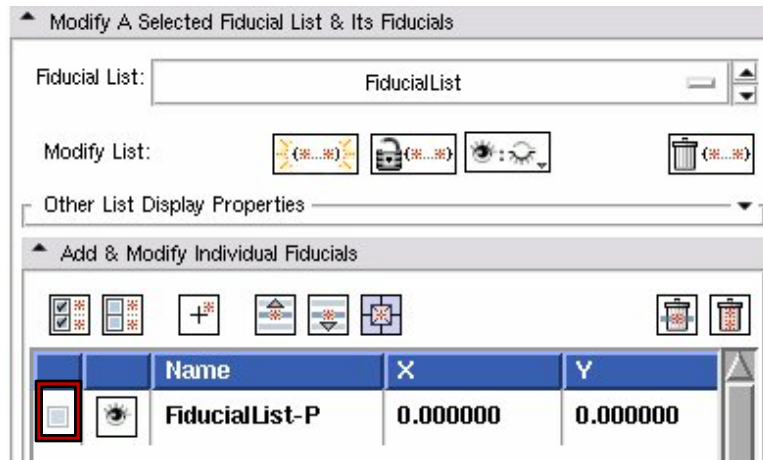 Modify A Selected Fiducial List & Its Fiducials
Fiducial List: FiducialList
Modify List:
Other List Display Properties
Add & Modify Individual Fiducials
Name X Y
FiducialList-P 0.000000 0.000000